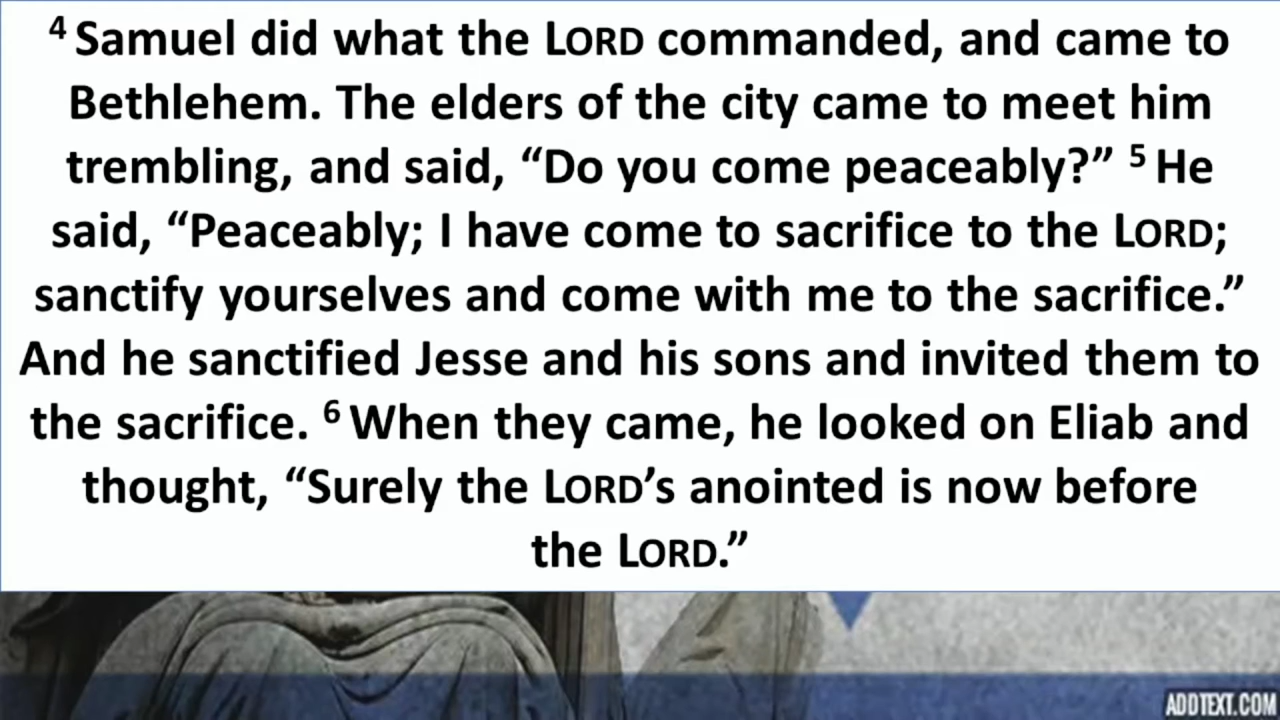 4 Samuel did what the LORD commanded, and came to
Bethlehem. The elders of the city came to meet him
trembling, and said, “Do you come peaceably?” 5 He
said, “Peaceably; I have come to sacrifice to the LORD;
sanctify yourselves and come with me to the sacrifice.”
And he sanctified Jesse and his sons and invited them to
the sacrifice. 6 When they came, he looked on Eliab and
thought, “Surely the LORD’s anointed is now before
the LORD.”
ADDTEXT.COM